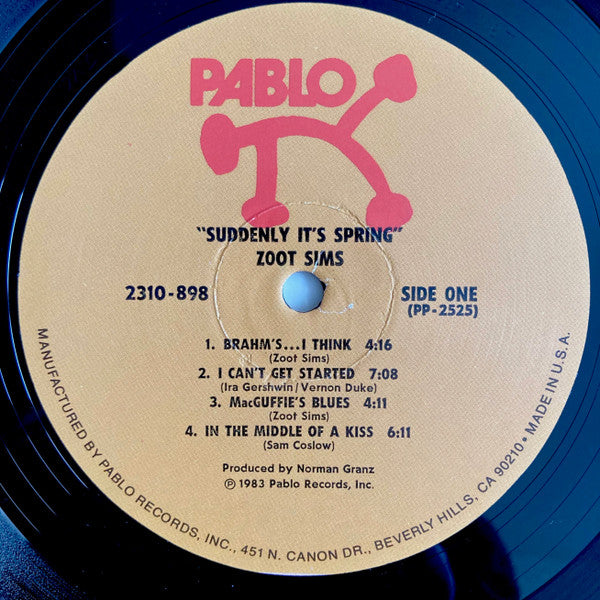 PABLO
"SUDDENLY IT'S SPRING"
ZOOT SIMS
2310-898
SIDE ONE
(PP-2525)
1. BRAHM'S...I THINK 4:16
(Zoot Sims)
2. I CAN'T GET STARTED 7:08
(Ira Gershwin/Vernon Duke)
3. MacGUFFIE'S BLUES 4:11
(Zoot Sims)
4. IN THE MIDDLE OF A KISS 6:11
(Sam Coslow)
Produced by Norman Granz
℗ 1983 Pablo Records, Inc.
MANUFACTURED BY PABLO RECORDS, INC., 451 N. CANON DR., BEVERLY HILLS, CA 90210 • MADE IN U.S.A.